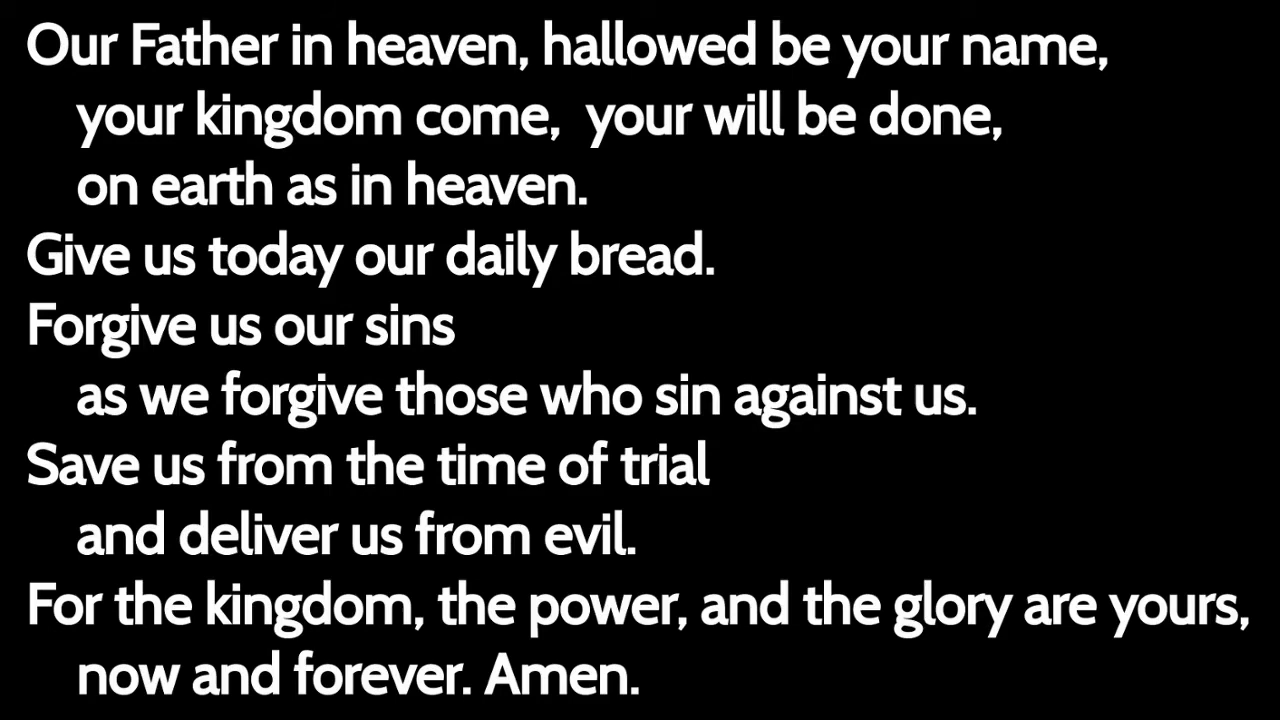 Our Father in heaven, hallowed be your name,
your kingdom come, your will be done,
on earth as in heaven.
Give us today our daily bread.
Forgive us our sins
as we forgive those who sin against us.
Save us from the time of trial
and deliver us from evil.
For the kingdom, the power, and the glory are yours,
now and forever. Amen.